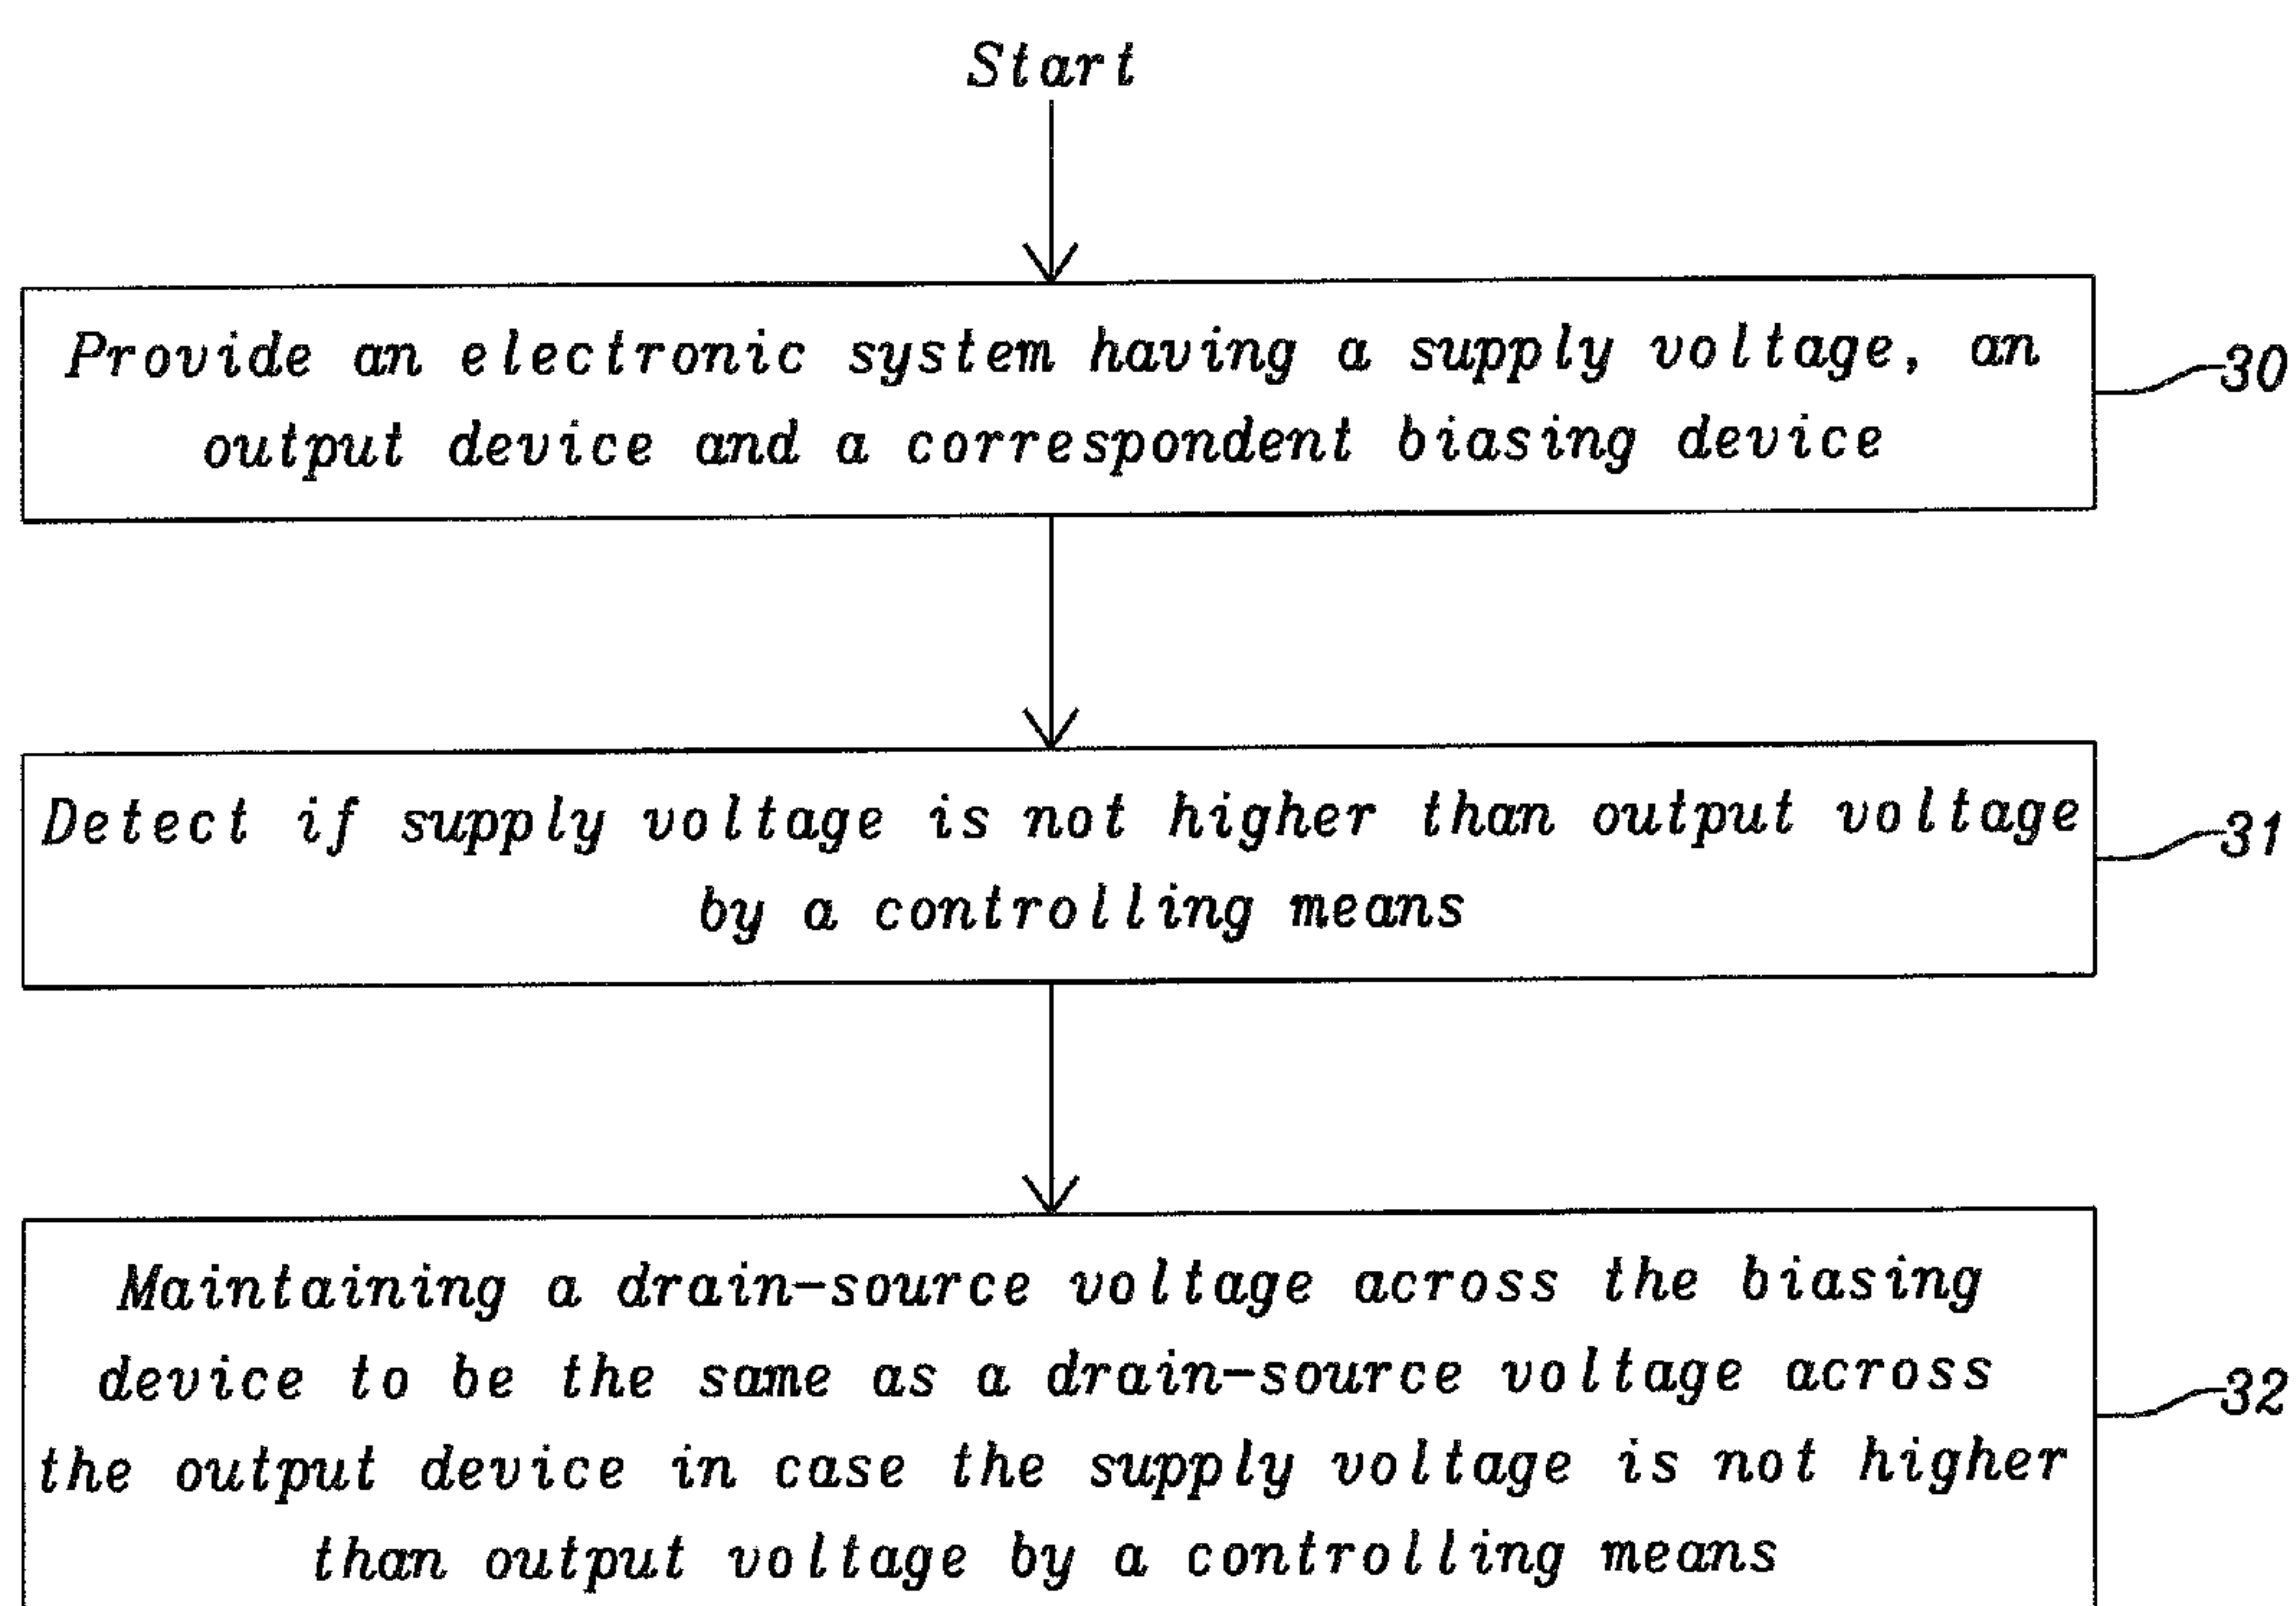 Start
Provide an electronic system having a supply voltage, an
output device and a correspondent biasing device
30
Detect if supply voltage is not higher than output voltage
by a controlling means
31
Maintaining a drain-source voltage across the biasing
device to be the same as a drain-source voltage across
the output device in case the supply voltage is not higher
than output voltage by a controlling means
32